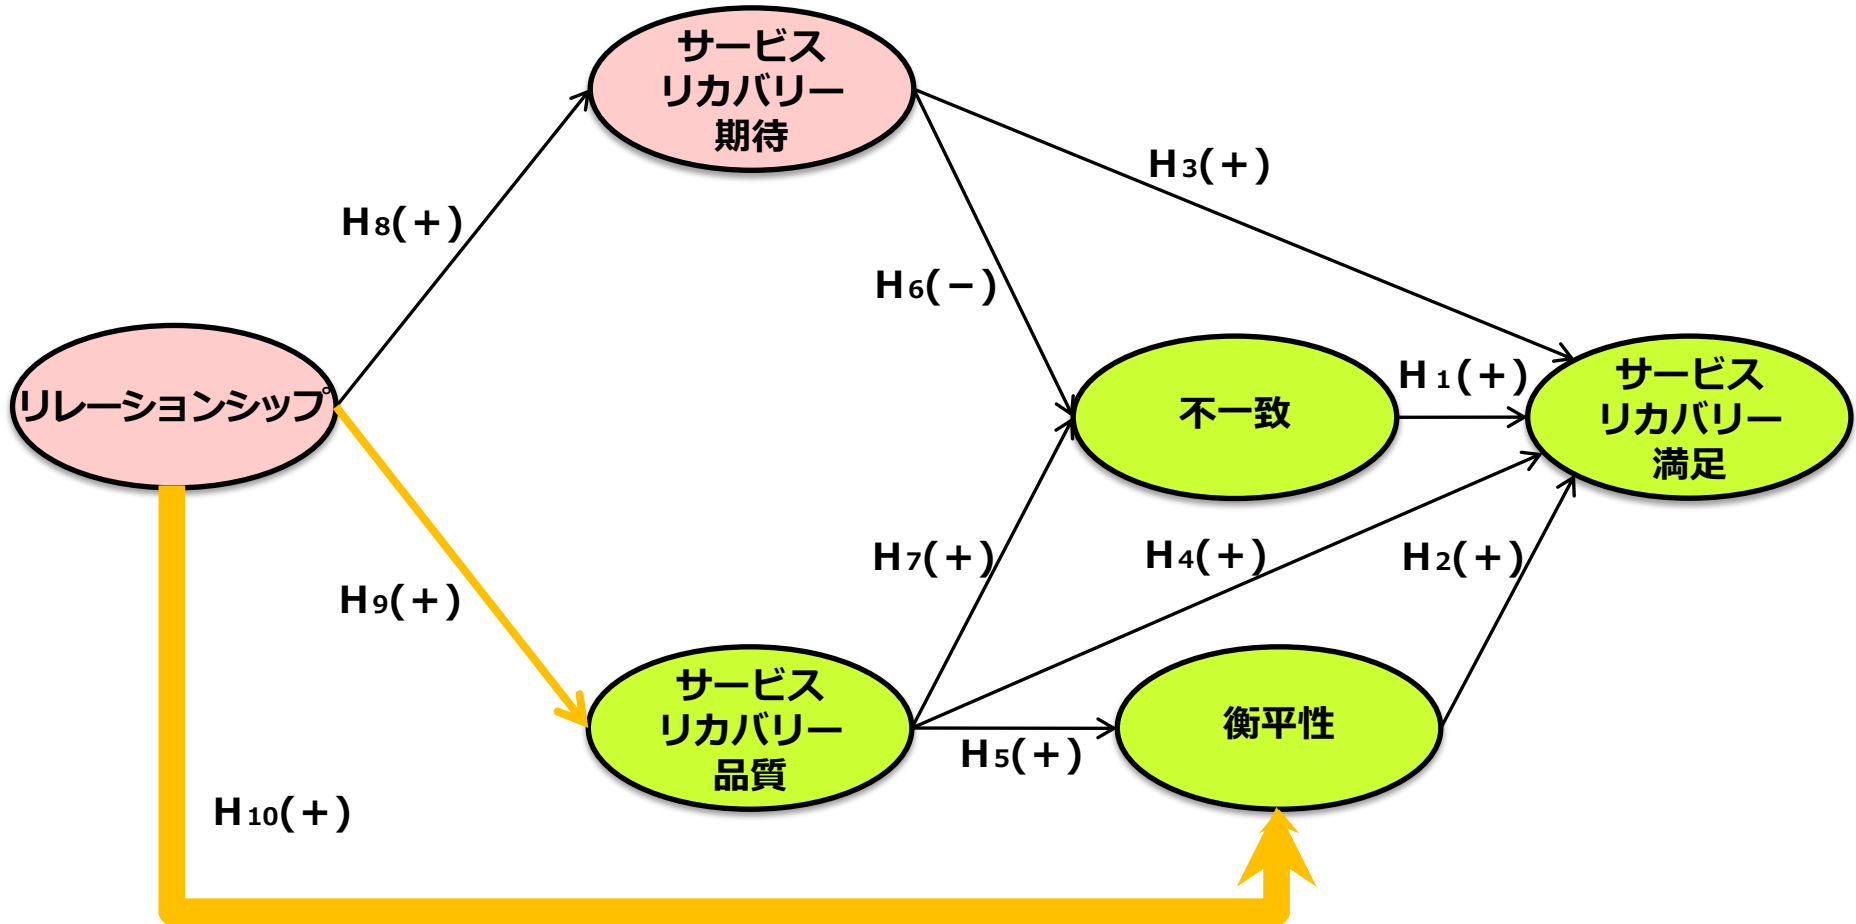 サービス
リカバリー
期待
H3(+)
H8(+)
H6(−)
リレーションシップ
不一致
H1(+)
サービス
リカバリー
満足
H7(+)
H4(+)
H2(+)
H9(+)
サービス
リカバリー
品質
衡平性
H5(+)
H10(+)